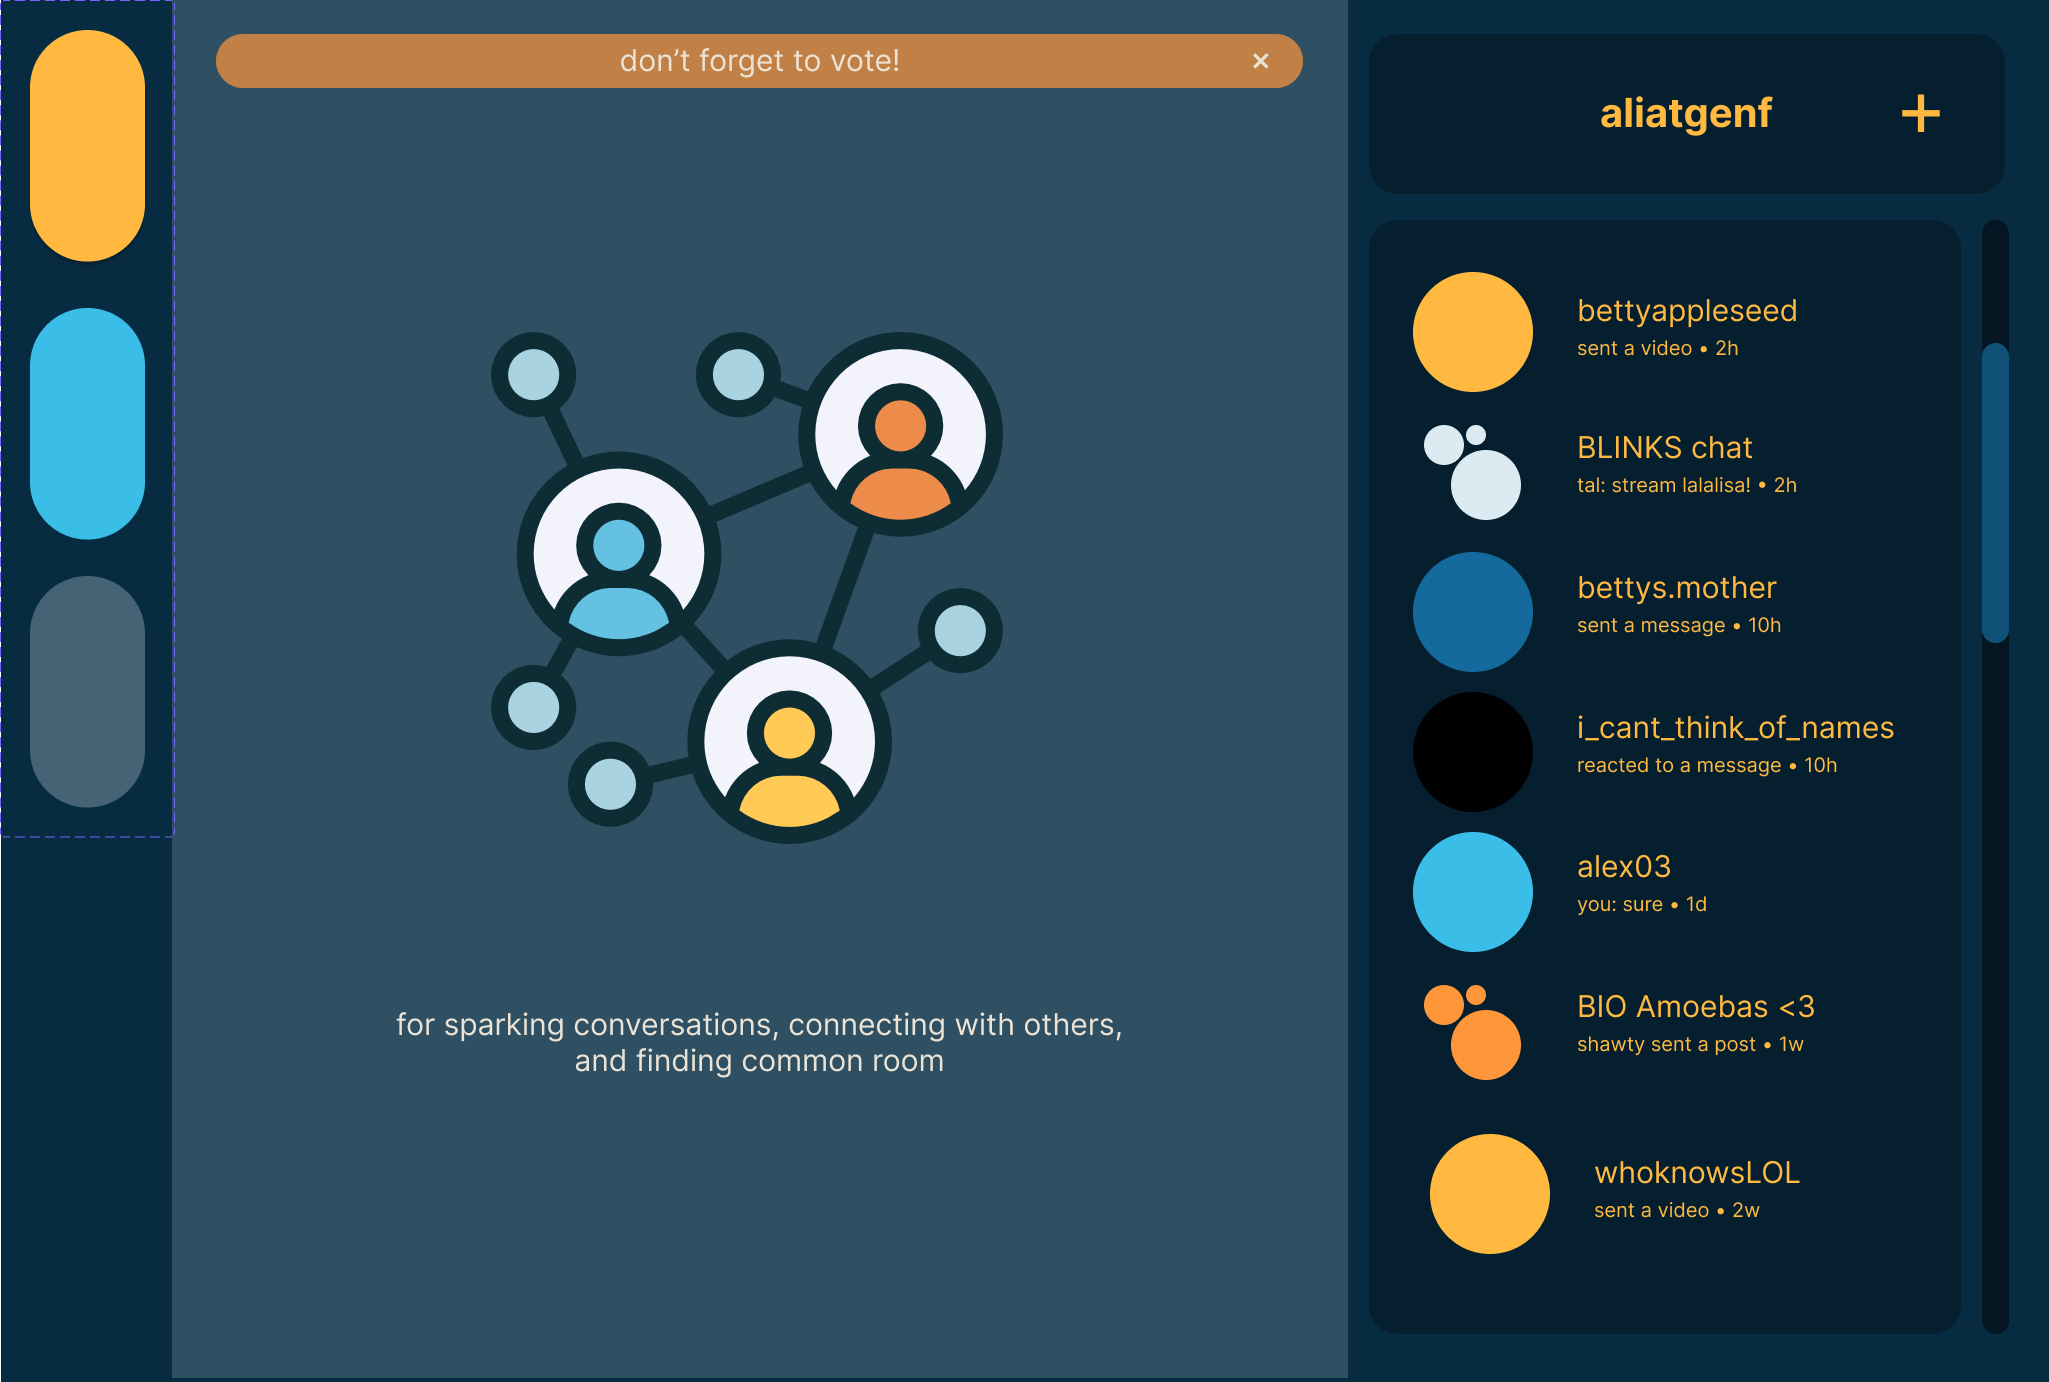 don’t forget to vote! ×
aliatgenf +
bettyappleseed
sent a video • 2h
BLINKS chat
tal: stream lalalisa! • 2h
bettys.mother
sent a message • 10h
i_cant_think_of_names
reacted to a message • 10h
alex03
you: sure • 1d
BIO Amoebas <3
shawty sent a post • 1w
whoknowsLOL
sent a video • 2w
for sparking conversations, connecting with others,
and finding common room